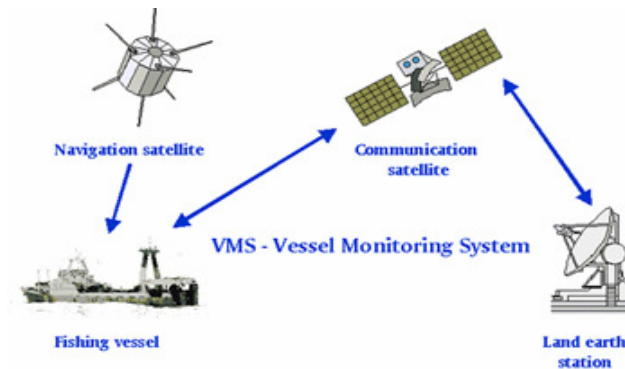 Navigation satellite
Communication
satellite
VMS - Vessel Monitoring System
Fishing vessel
Land earth
station